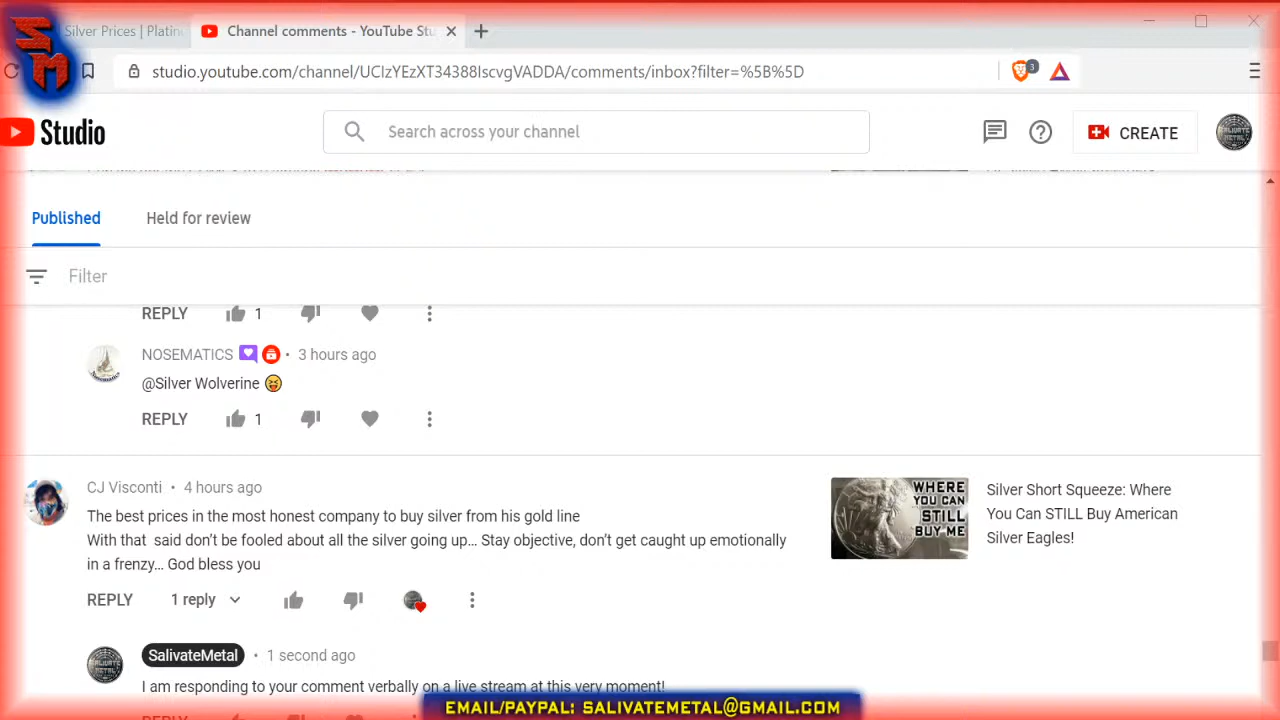 SM
Silver Prices | Platin
Channel comments - YouTube Stu
studio.youtube.com/channel/UCIzYEzXT34388IscvgVADDA/comments/inbox?filter=%5B%5D
3
Studio
Search across your channel
CREATE
Published
Held for review
Filter
REPLY 1
NOSEMATICS • 3 hours ago
@Silver Wolverine 😝
REPLY 1
CJ Visconti • 4 hours ago
The best prices in the most honest company to buy silver from his gold line
With that said don't be fooled about all the silver going up... Stay objective, don't get caught up emotionally
in a frenzy... God bless you
REPLY 1 reply
WHERE
YOU CAN
STILL
BUY ME
Silver Short Squeeze: Where
You Can STILL Buy American
Silver Eagles!
SalivateMetal • 1 second ago
I am responding to your comment verbally on a live stream at this very moment!
EMAIL/PAYPAL: SALIVATEMETAL@GMAIL.COM